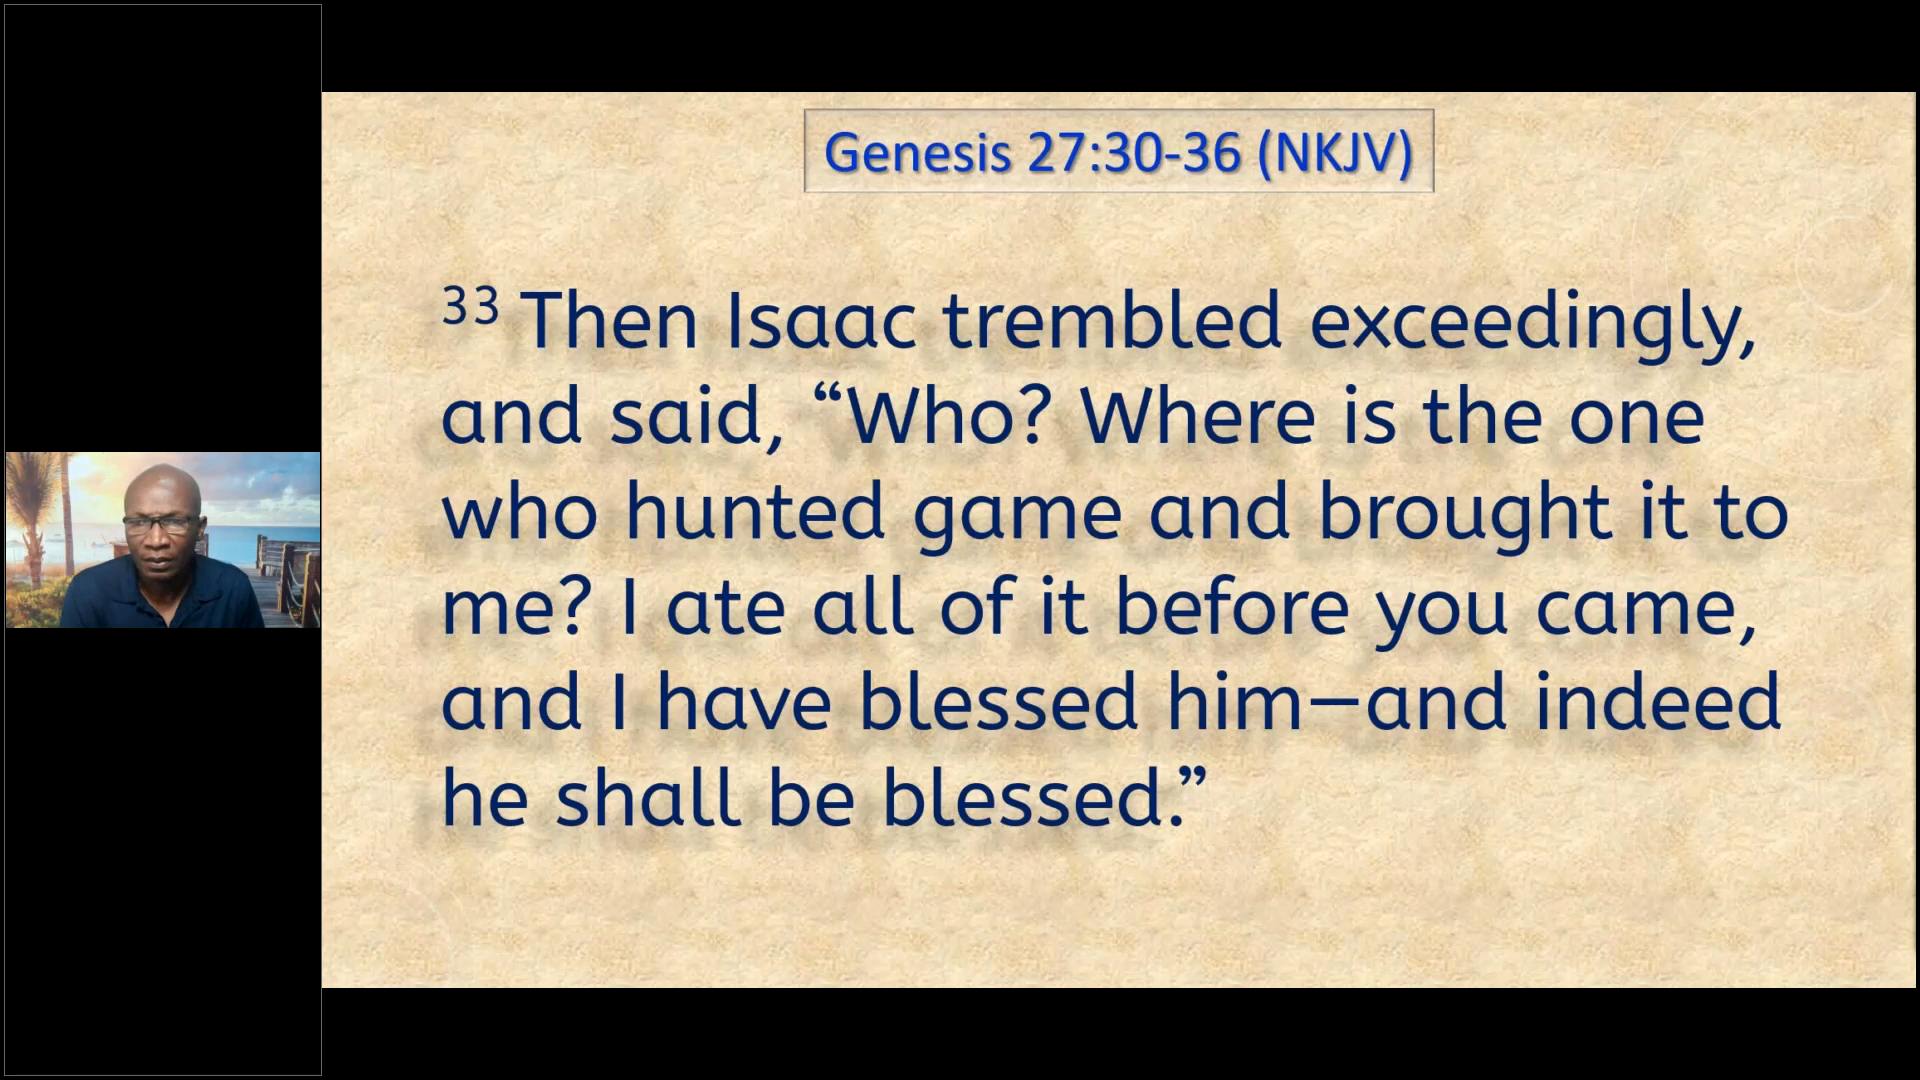 Genesis 27:30-36 (NKJV)
33 Then Isaac trembled exceedingly,
and said, “Who? Where is the one
who hunted game and brought it to
me? I ate all of it before you came,
and I have blessed him—and indeed
he shall be blessed.”